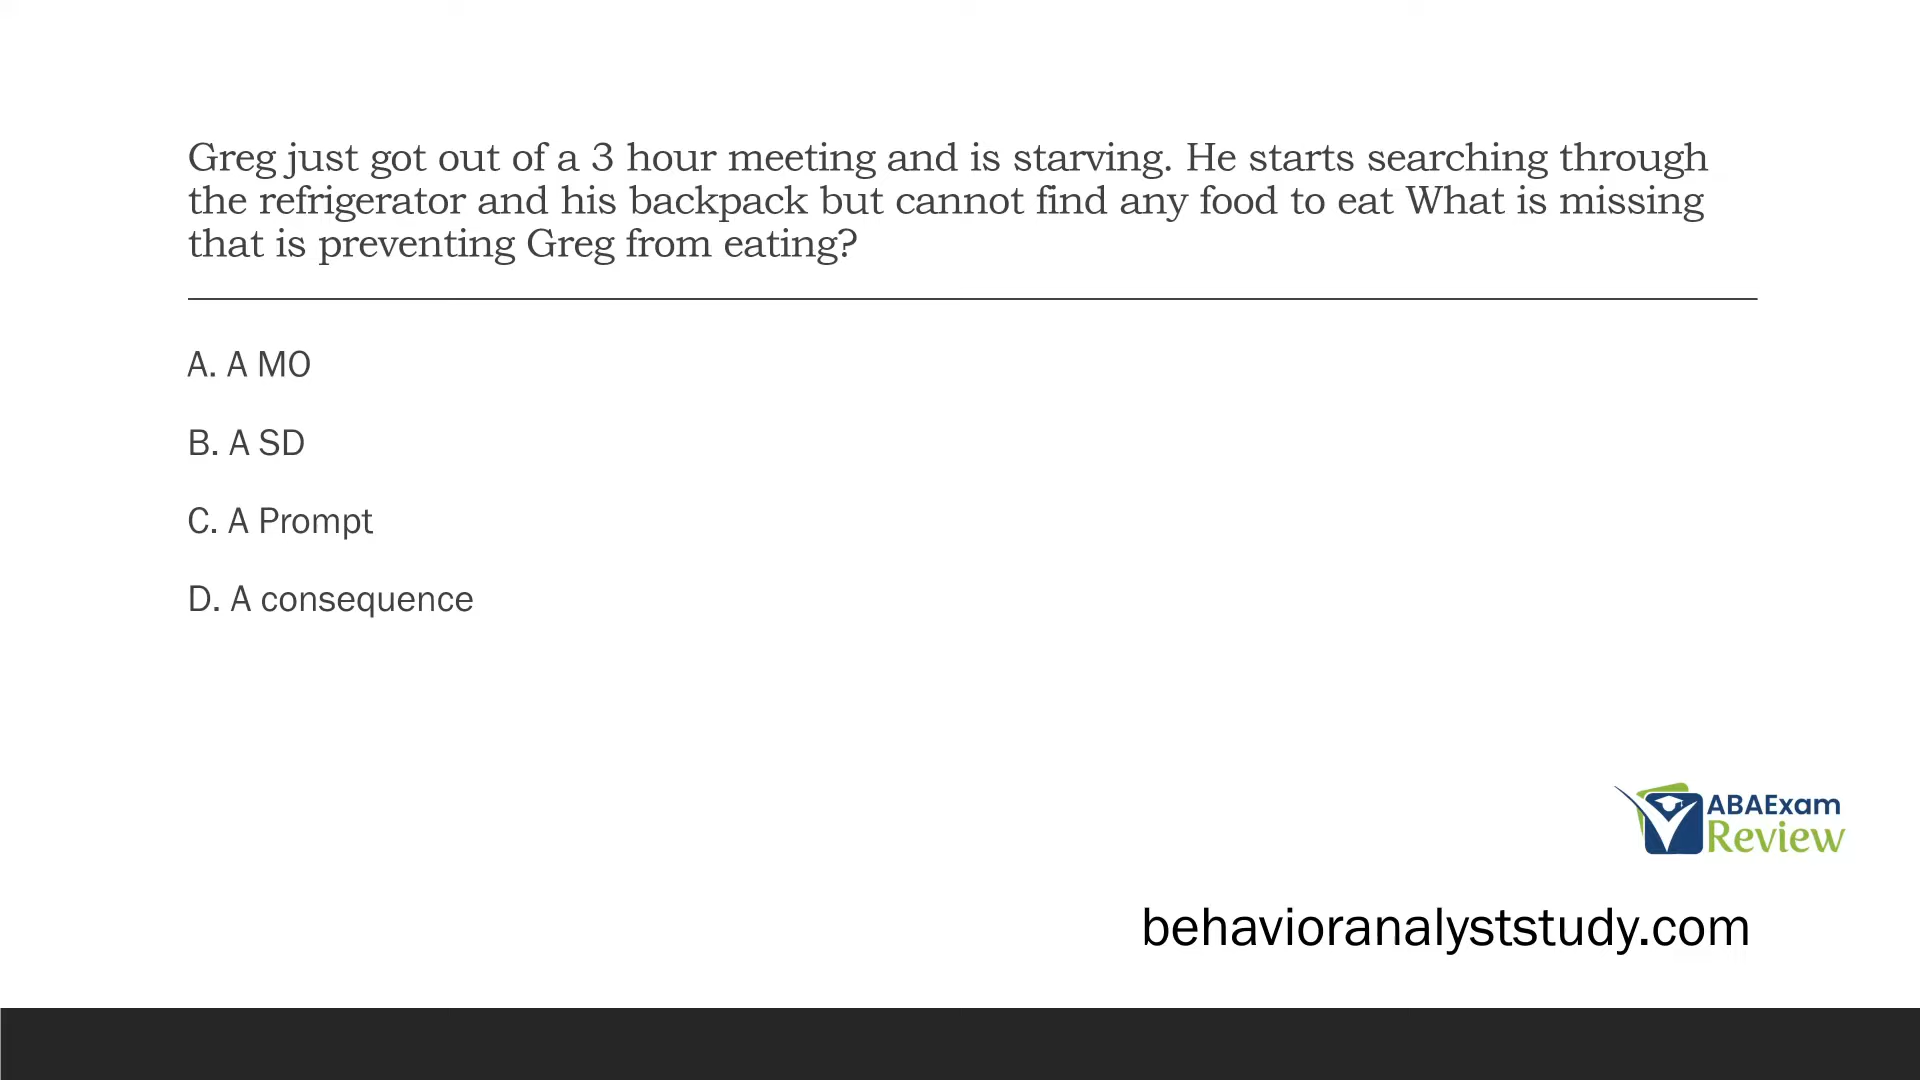 Greg just got out of a 3 hour meeting and is starving. He starts searching through
the refrigerator and his backpack but cannot find any food to eat What is missing
that is preventing Greg from eating?
A. A MO
B. A SD
C. A Prompt
D. A consequence
ABAExam
Review
behavioranalyststudy.com